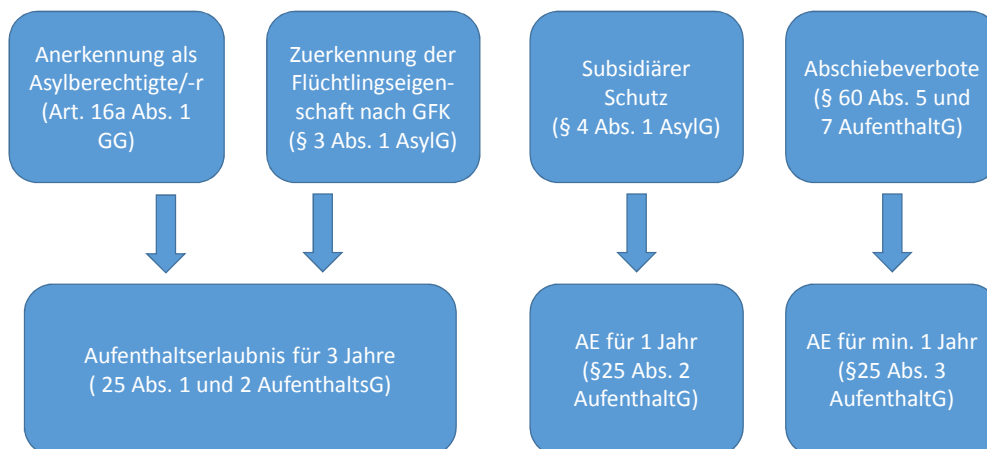 Anerkennung als
Asylberechtigte/-r
(Art. 16a Abs. 1
GG)
Zuerkennung der
Flüchtlingseigen-
schaft nach GFK
(§ 3 Abs. 1 AsylG)
Subsidiärer
Schutz
(§ 4 Abs. 1 AsylG)
Abschiebeverbote
(§ 60 Abs. 5 und
7 AufenthaltG)
Aufenthaltserlaubnis für 3 Jahre
( 25 Abs. 1 und 2 AufenthaltsG)
AE für 1 Jahr
(§25 Abs. 2
AufenthaltG)
AE für min. 1 Jahr
(§25 Abs. 3
AufenthaltG)